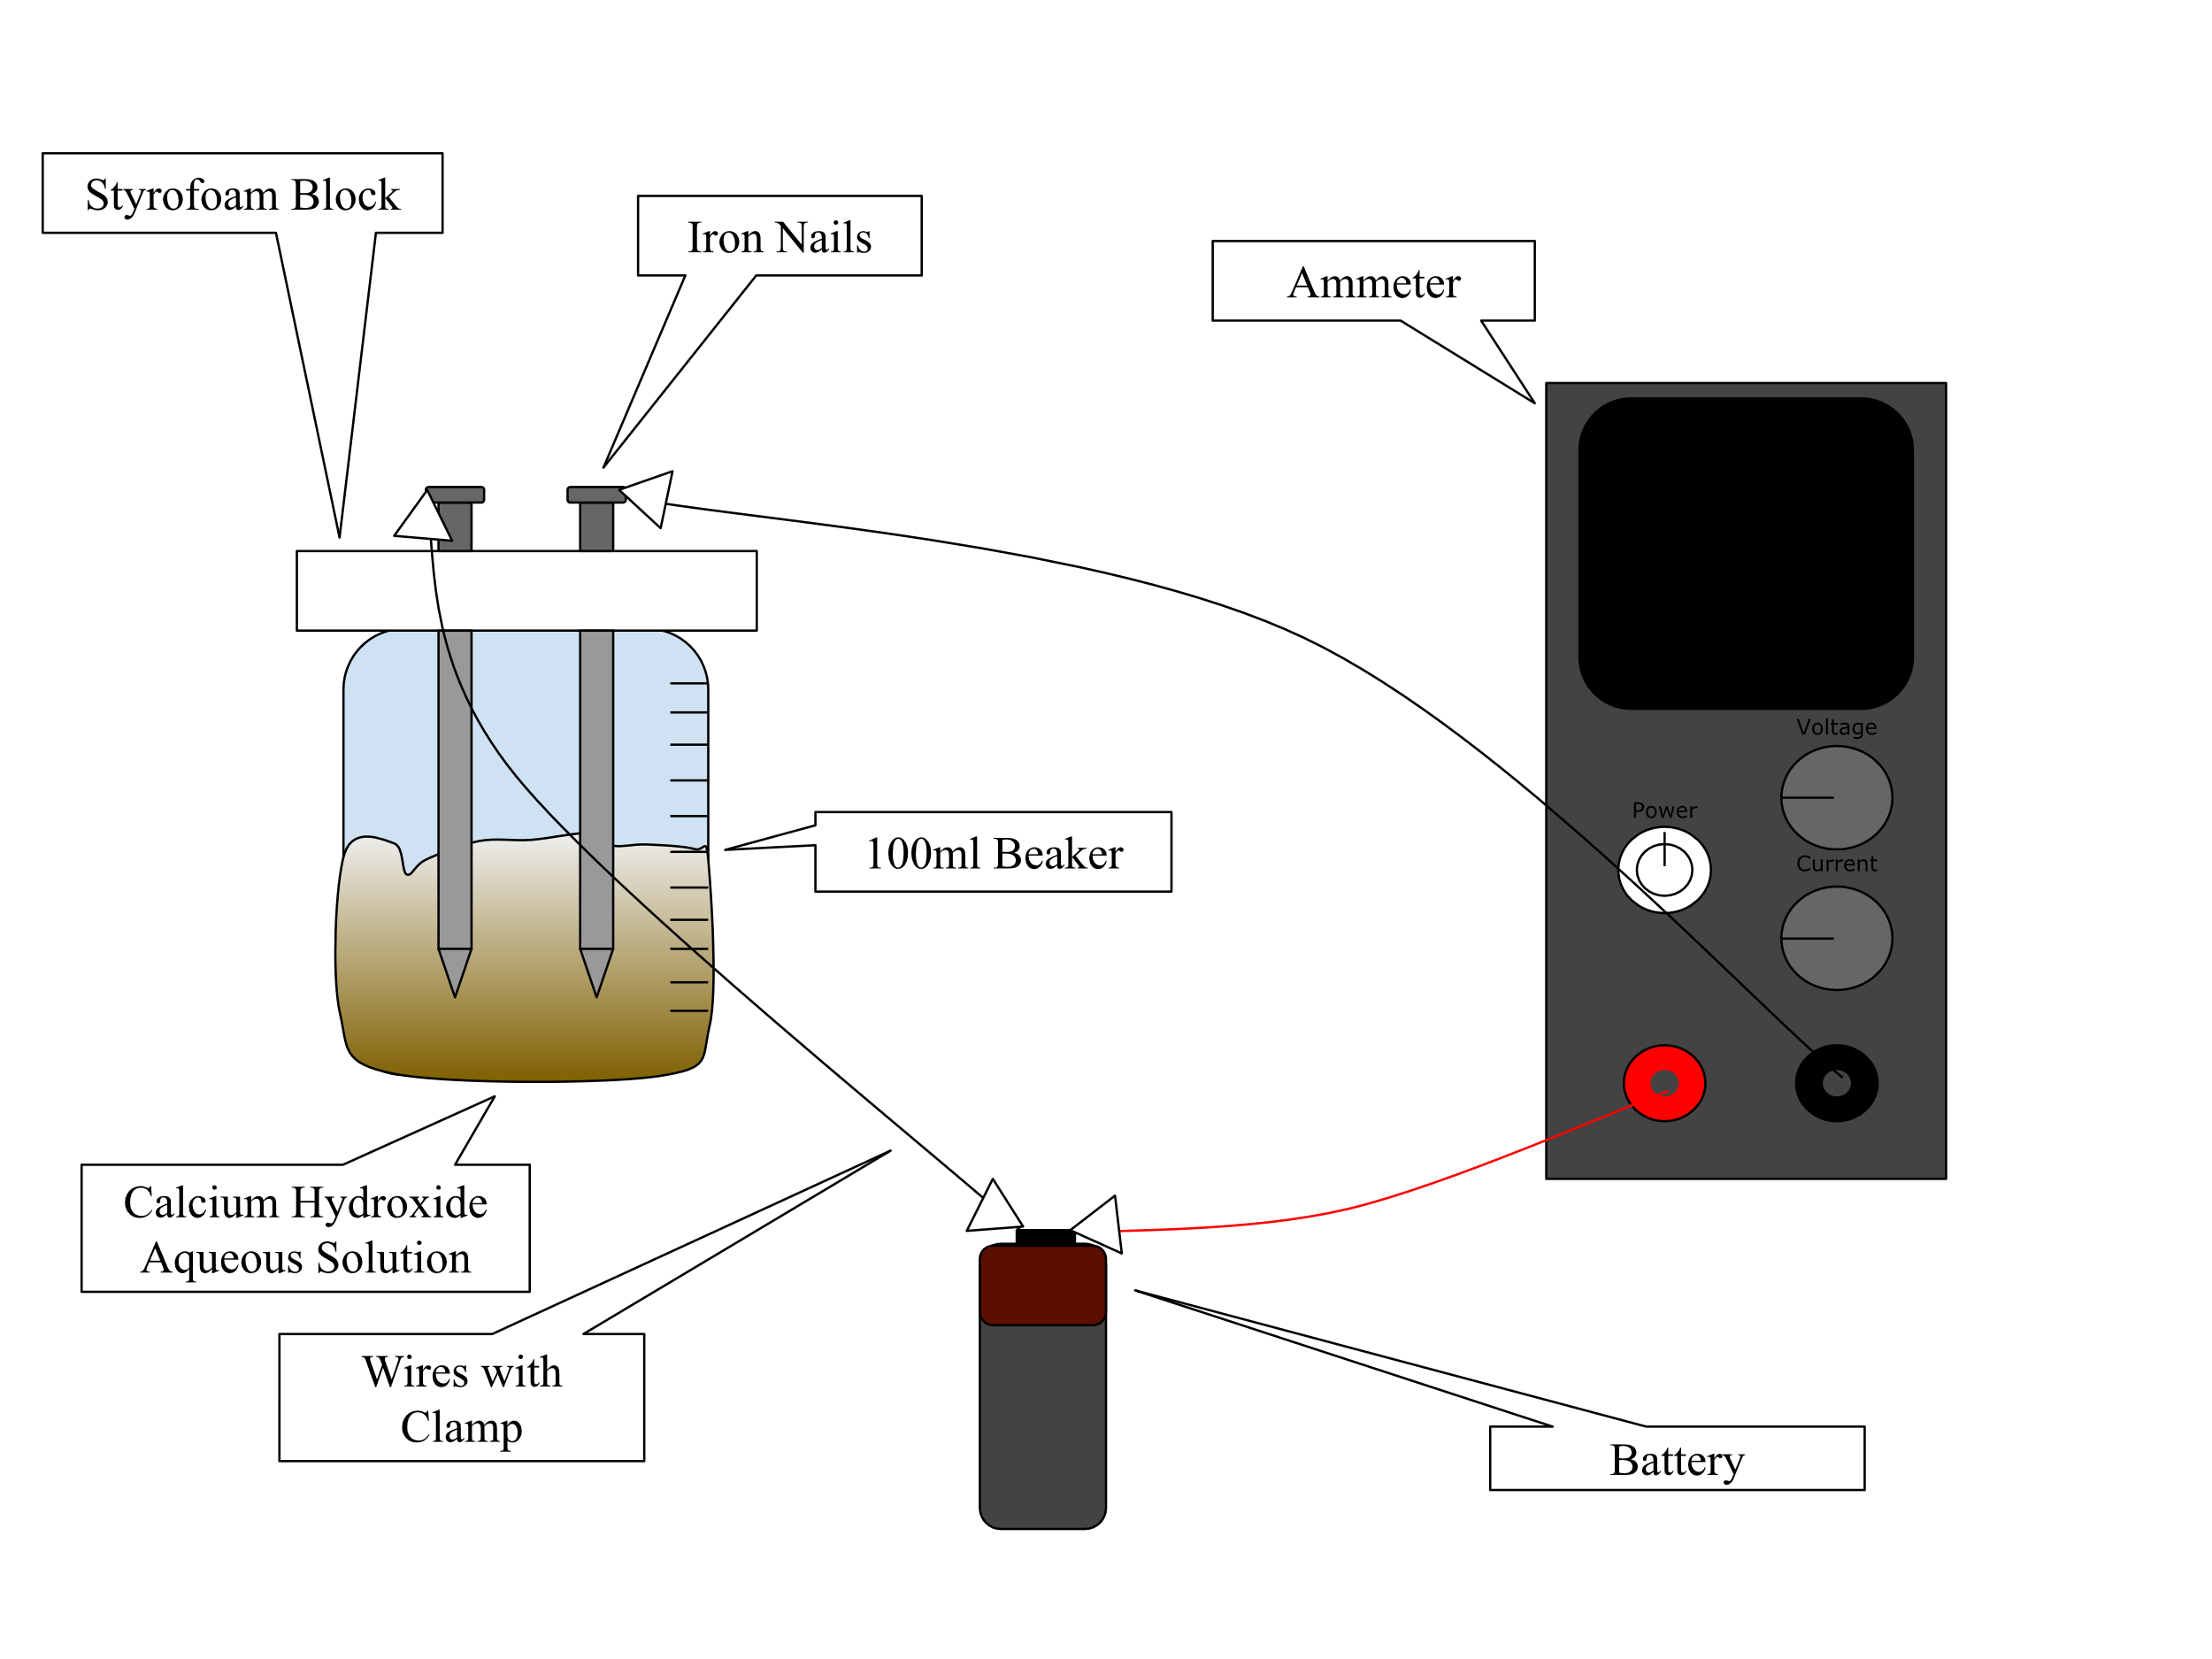 Styrofoam Block
Iron Nails
Ammeter
Voltage
Power
Current
100ml Beaker
Calcium Hydroxide
Aqueous Solution
Wires with
Clamp
Battery